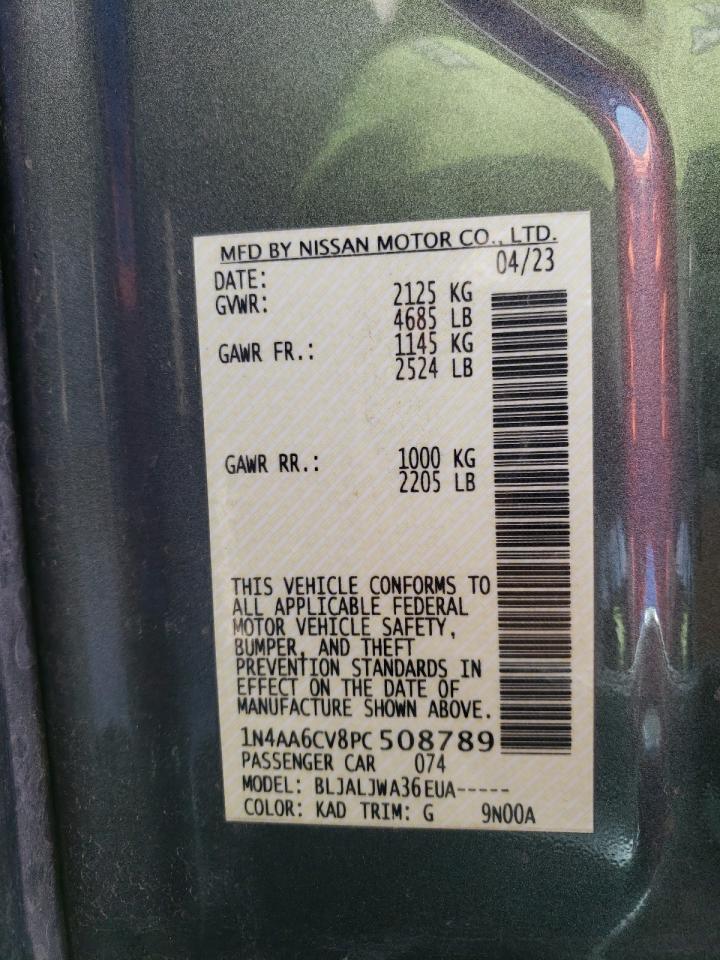 MFD BY NISSAN MOTOR CO., LTD.
DATE: 04/23
GVWR: 2125 KG
4685 LB
GAWR FR.: 1145 KG
2524 LB
GAWR RR.: 1000 KG
2205 LB
THIS VEHICLE CONFORMS TO
ALL APPLICABLE FEDERAL
MOTOR VEHICLE SAFETY,
BUMPER, AND THEFT
PREVENTION STANDARDS IN
EFFECT ON THE DATE OF
MANUFACTURE SHOWN ABOVE.
1N4AA6CV8PC508789
PASSENGER CAR 074
MODEL: BLJALJWA36EUA-----
COLOR: KAD TRIM: G 9N00A